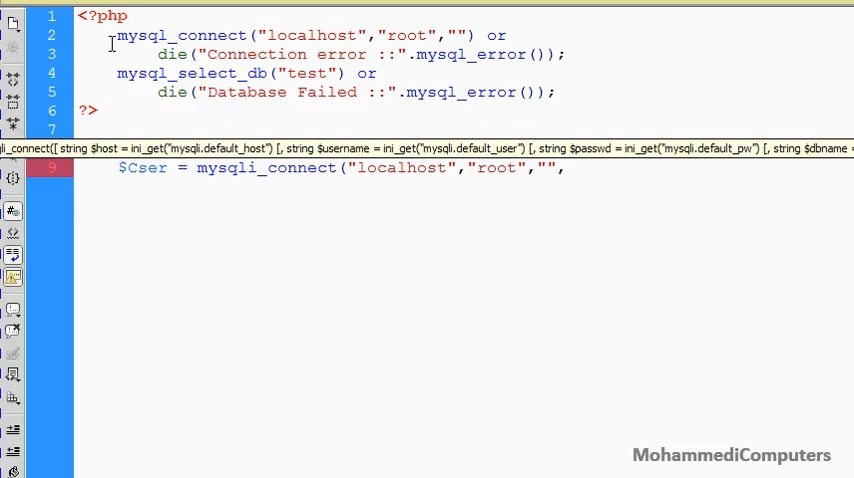 1 <?php
2 mysql_connect("localhost","root","") or
3 die("Connection error ::".mysql_error());
4 mysql_select_db("test") or
5 die("Database Failed ::".mysql_error());
6 ?>
7
li_connect([ string $host = ini_get("mysqli.default_host") [, string $username = ini_get("mysqli.default_user") [, string $passwd = ini_get("mysqli.default_pw") [, string $dbname =
9 $Cser = mysqli_connect("localhost","root","",
MohammediComputers